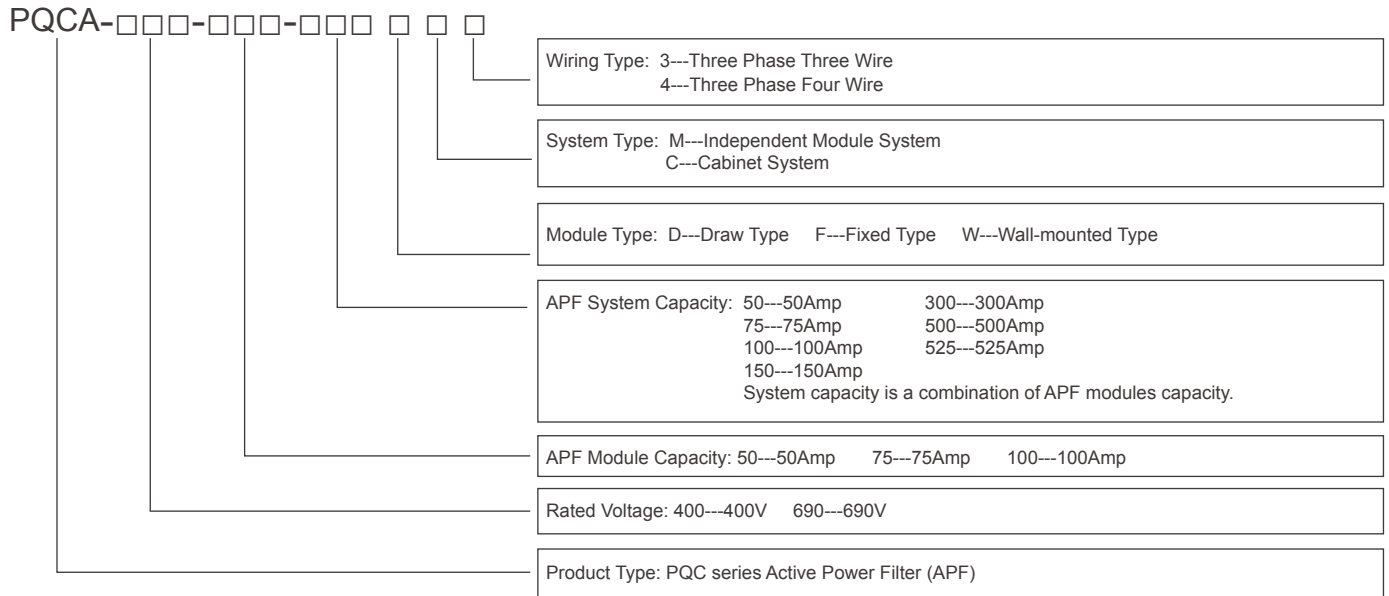 PQCA-□□□-□□□-□□□ □ □ □
Wiring Type: 3---Three Phase Three Wire
4---Three Phase Four Wire
System Type: M---Independent Module System
C---Cabinet System
Module Type: D---Draw Type F---Fixed Type W---Wall-mounted Type
APF System Capacity: 50---50Amp 300---300Amp
75---75Amp 500---500Amp
100---100Amp 525---525Amp
150---150Amp
System capacity is a combination of APF modules capacity.
APF Module Capacity: 50---50Amp 75---75Amp 100---100Amp
Rated Voltage: 400---400V 690---690V
Product Type: PQC series Active Power Filter (APF)